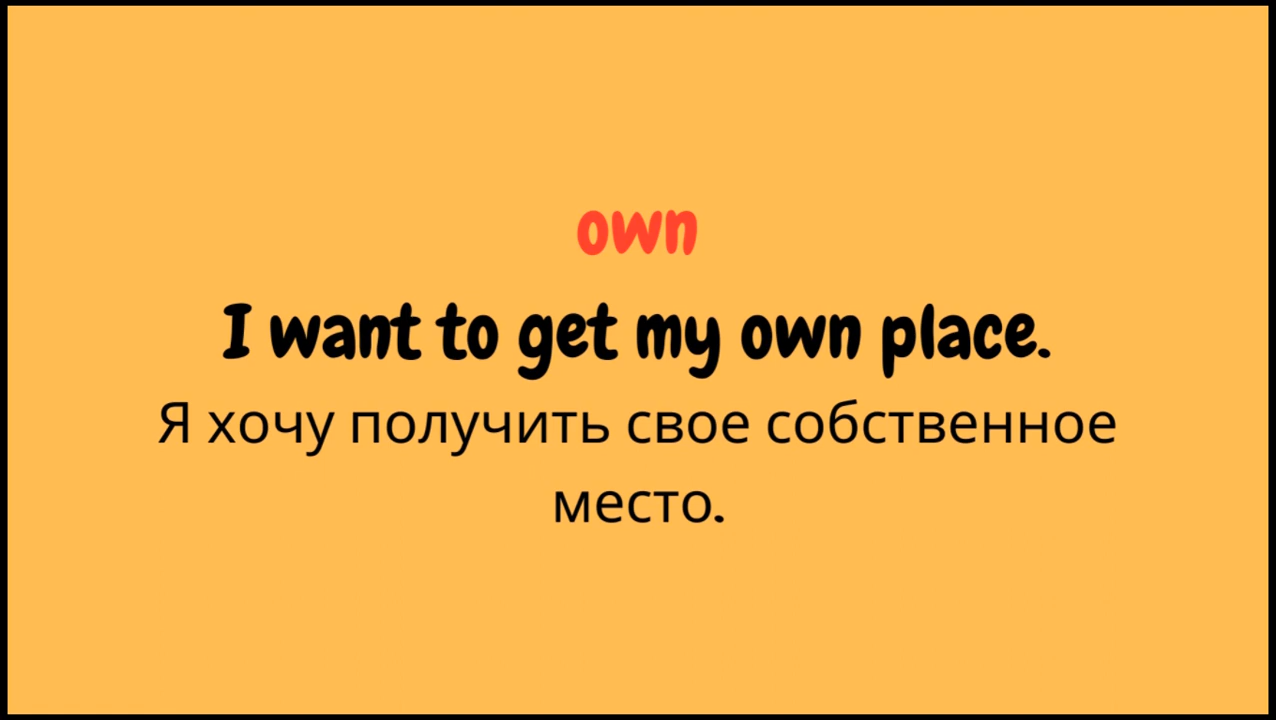 own
I want to get my own place.
Я хочу получить свое собственное
место.